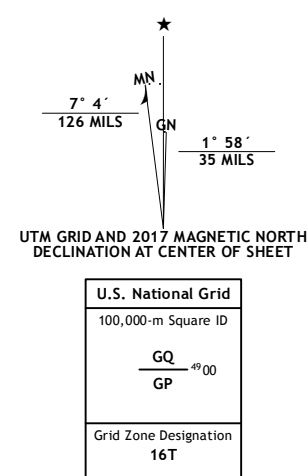 ★
MN
7° 4´
126 MILS
GN
1° 58´
35 MILS
UTM GRID AND 2017 MAGNETIC NORTH
DECLINATION AT CENTER OF SHEET
U.S. National Grid
100,000-m Square ID
GQ
4900
GP
Grid Zone Designation
16T